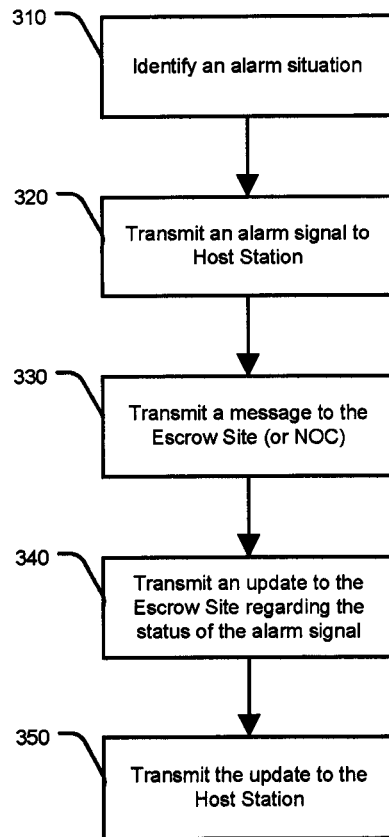 310
Identify an alarm situation
320
Transmit an alarm signal to
Host Station
330
Transmit a message to the
Escrow Site (or NOC)
340
Transmit an update to the
Escrow Site regarding the
status of the alarm signal
350
Transmit the update to the
Host Station